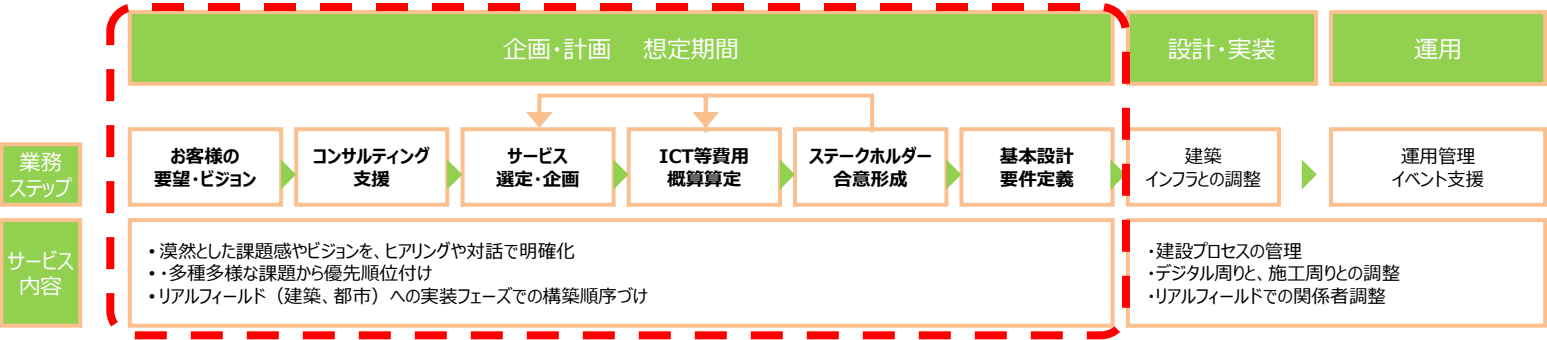 企画・計画　想定期間
設計・実装
運用
業務
ステップ
お客様の
要望・ビジョン
コンサルティング
支援
サービス
選定・企画
ICT等費用
概算算定
ステークホルダー
合意形成
基本設計
要件定義
建築
インフラとの調整
運用管理
イベント支援
サービス
内容
• 漠然とした課題感やビジョンを、ヒアリングや対話で明確化
• ・多種多様な課題から優先順位付け
• リアルフィールド（建築、都市）への実装フェーズでの構築順序づけ
・建設プロセスの管理
・デジタル周りと、施工周りとの調整
・リアルフィールドでの関係者調整